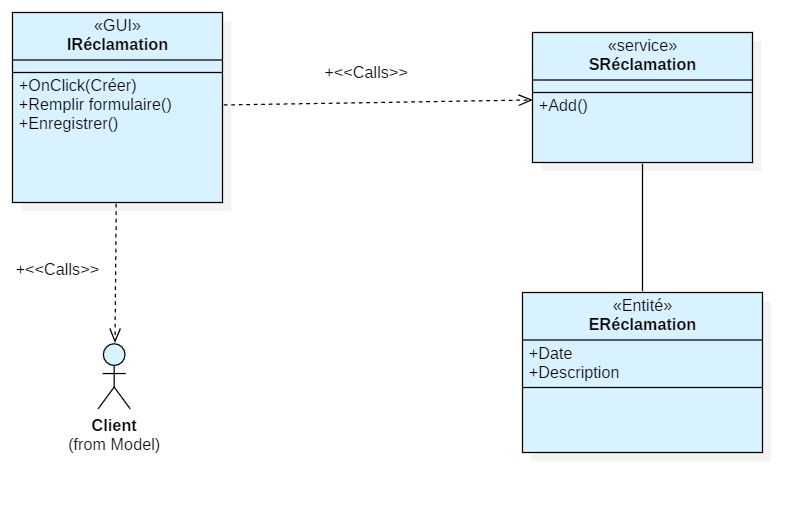 «GUI»
IRéclamation
+OnClick(Créer)
+Remplir formulaire()
+Enregistrer()
+<<Calls>>
«service»
SRéclamation
+Add()
+<<Calls>>
«Entité»
ERéclamation
+Date
+Description
Client
(from Model)